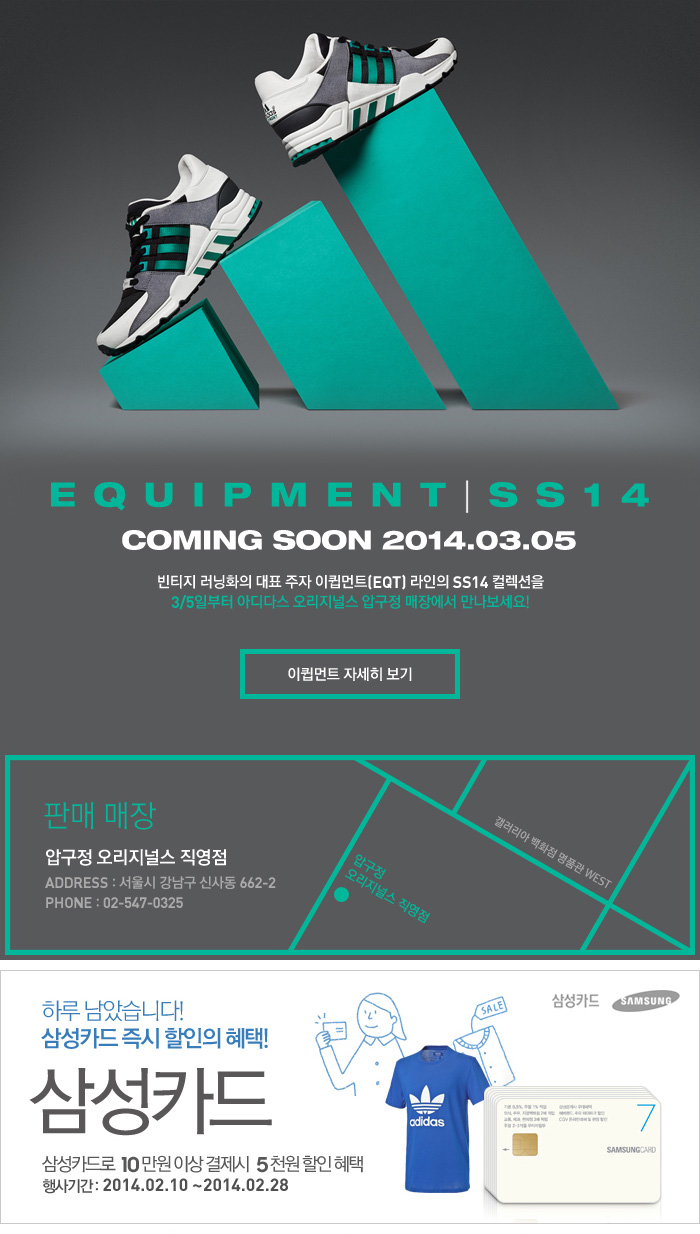 EQUIPMENT | SS14
COMING SOON 2014.03.05
빈티지 러닝화의 대표 주자 이큅먼트(EQT) 라인의 SS14 컬렉션을
3/5일부터 아디다스 오리지널스 압구정 매장에서 만나보세요!
이큅먼트 자세히 보기
판매 매장
압구정 오리지널스 직영점
ADDRESS : 서울시 강남구 신사동 662-2
PHONE : 02-547-0325
갤러리아 백화점 명품관 WEST
압구정
오리지널스 직영점
하루 남았습니다!
삼성카드 즉시 할인의 혜택!
삼성카드
삼성카드로 10만원 이상 결제시 5천원 할인 혜택
행사기간 : 2014.02.10 ~2014.02.28
SALE
삼성카드 SAMSUNG
adidas
7
SAMSUNGCARD